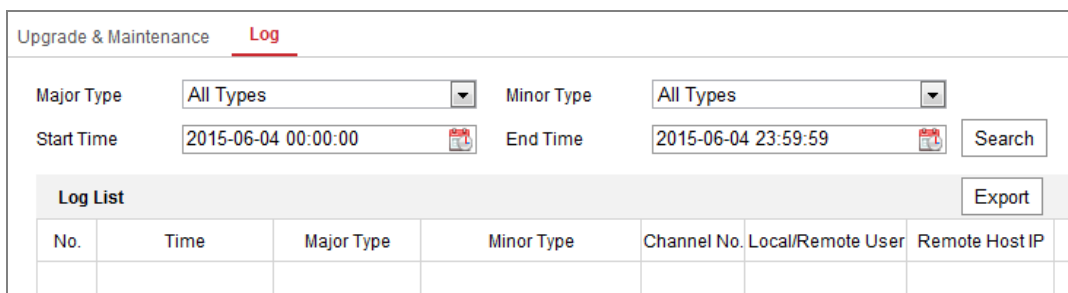 Upgrade & Maintenance Log
Major Type All Types Minor Type All Types
Start Time 2015-06-04 00:00:00 End Time 2015-06-04 23:59:59 Search
Log List Export
No. Time Major Type Minor Type Channel No. Local/Remote User Remote Host IP